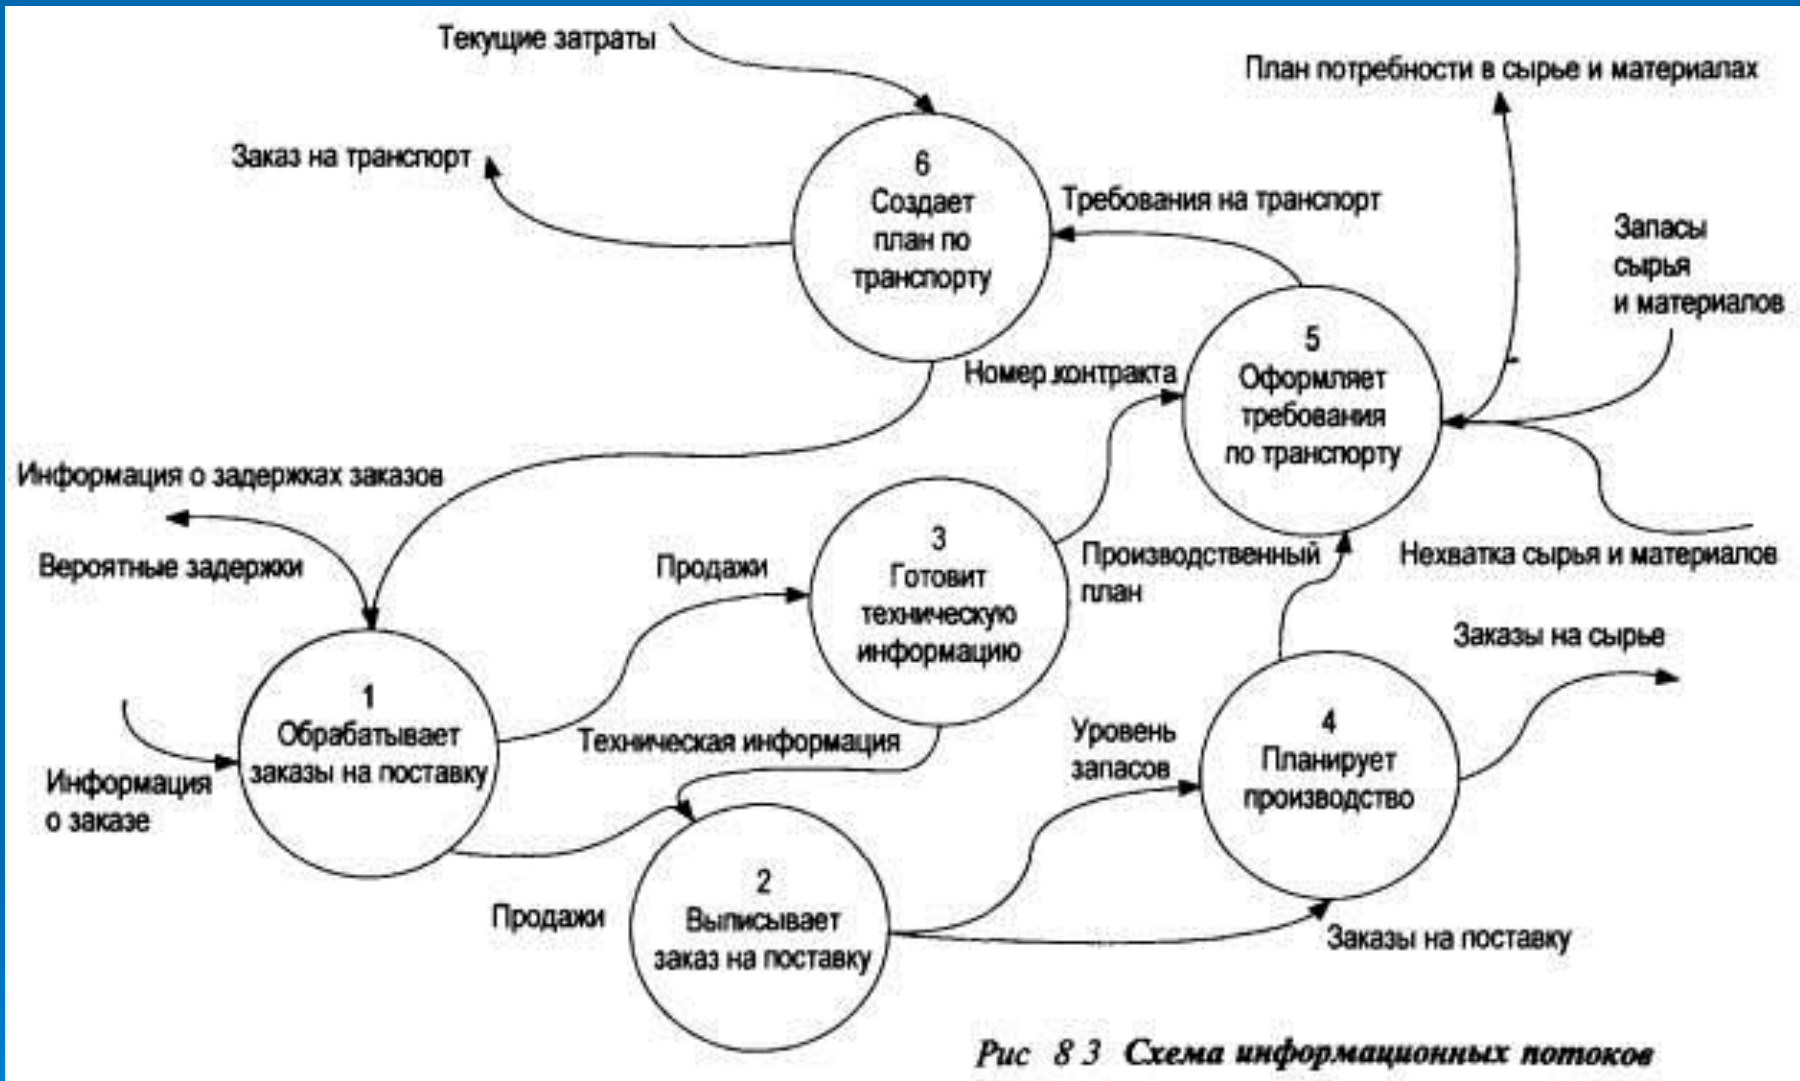 Текущие затраты
План потребности в сырье и материалах
Заказ на транспорт
6
Создает
план по
транспорту
Требования на транспорт
Запасы
сырья
и материалов
5
Оформляет
требования
по транспорту
Номер контракта
Информация о задержках заказов
Вероятные задержки
Продажи
3
Готовит
техническую
информацию
Производственный
план
Нехватка сырья и материалов
Заказы на сырье
1
Обрабатывает
заказы на поставку
Информация
о заказе
Техническая информация
Уровень
запасов
4
Планирует
производство
Продажи
2
Выписывает
заказ на поставку
Заказы на поставку
Рис 8 3 Схема информационных потоков